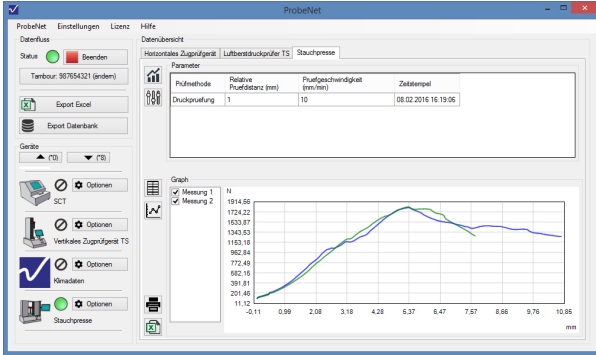 ProbeNet
ProbeNet Einstellungen Lizenz Hilfe
Datenfluss
Status Beenden
Tambour: 987654321 (ändern)
Export Excel
Export Datenbank
Geräte
(*0) (*8)
Optionen
SCT
Optionen
Vertikales Zugprüfgerät TS
Optionen
Klimadaten
Optionen
Stauchpresse
Datenübersicht
Horizontales Zugprüfgerät Luftberstdruckprüfer TS Stauchpresse
Parameter
Prüfmethode Relative Pruefdistanz (mm) Pruefgeschwindigkeit (mm/min) Zeitstempel
Druckpruefung 1 10 08.02.2016 16:19:06
Graph
Messung 1
Messung 2
N
1914,56
1724,22
1533,87
1343,53
1153,18
962,84
772,49
582,15
391,81
201,46
11,12
-0,11 0,99 2,08 3,18 4,28 5,37 6,47 7,57 8,66 9,76 10,85
mm